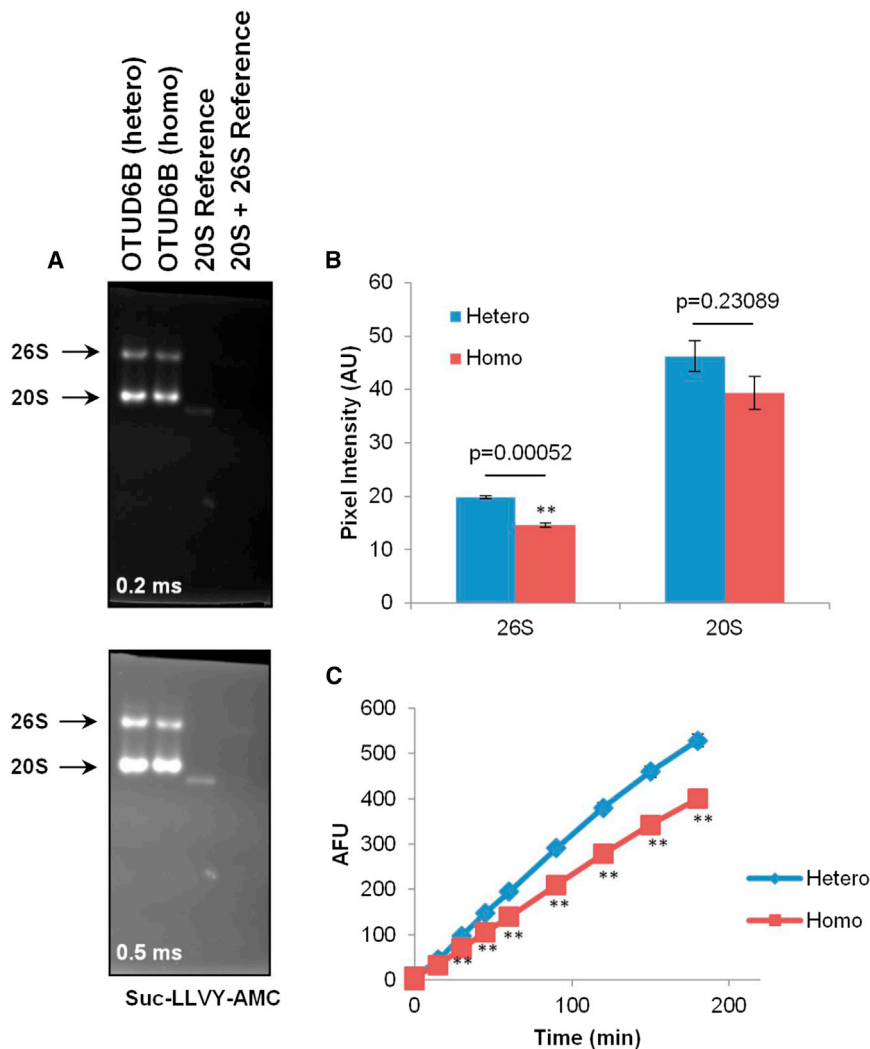 OTUD6B (hetero)
OTUD6B (homo)
20S Reference
20S + 26S Reference
A
26S
20S
0.2 ms
26S
20S
0.5 ms
Suc-LLVY-AMC
B
Pixel Intensity (AU)
60
50
40
30
20
10
0
Hetero
Homo
p=0.00052
**
p=0.23089
26S
20S
C
AFU
600
500
400
300
200
100
0
** ** ** ** ** ** **
Hetero
Homo
0 100 200
Time (min)